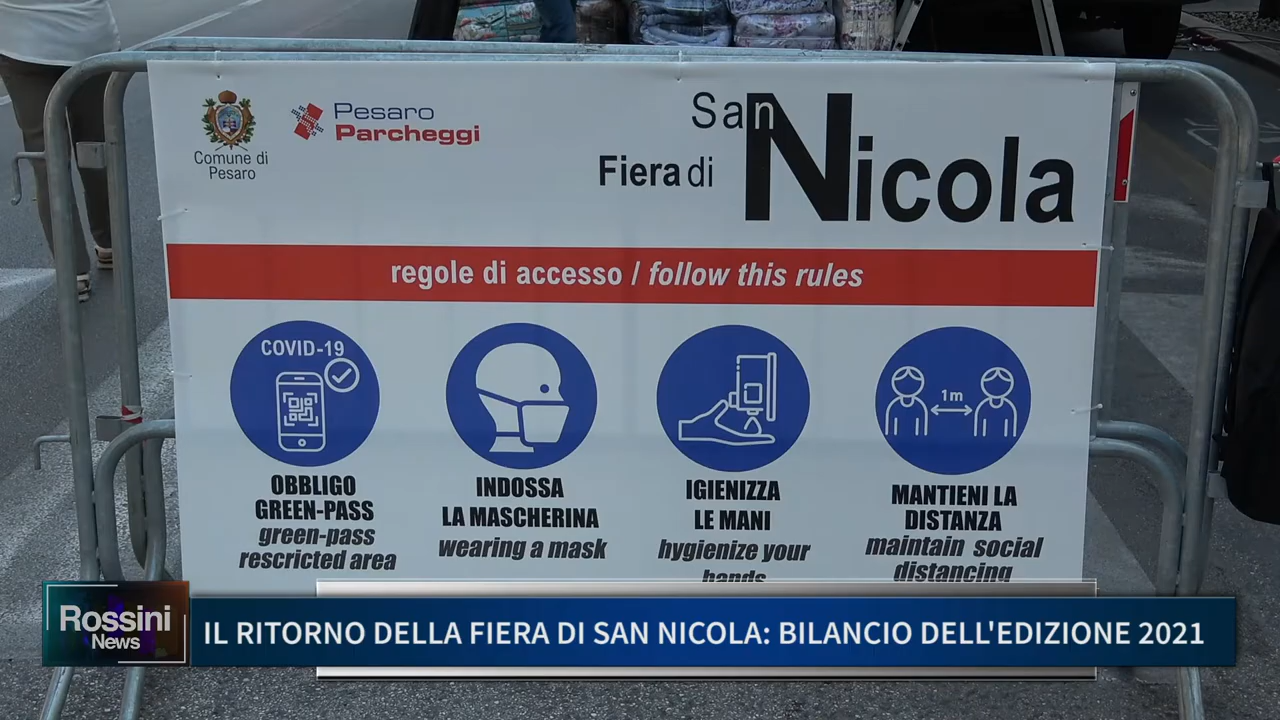 Comune di
Pesaro
Pesaro
Parcheggi
San
Fiera di Nicola
regole di accesso / follow this rules
COVID-19
1m
OBBLIGO
GREEN-PASS
green-pass
rescricted area
INDOSSA
LA MASCHERINA
wearing a mask
IGIENIZZA
LE MANI
hygienize your
hands
MANTIENI LA
DISTANZA
maintain social
distancing
Rossini
News
IL RITORNO DELLA FIERA DI SAN NICOLA: BILANCIO DELL'EDIZIONE 2021